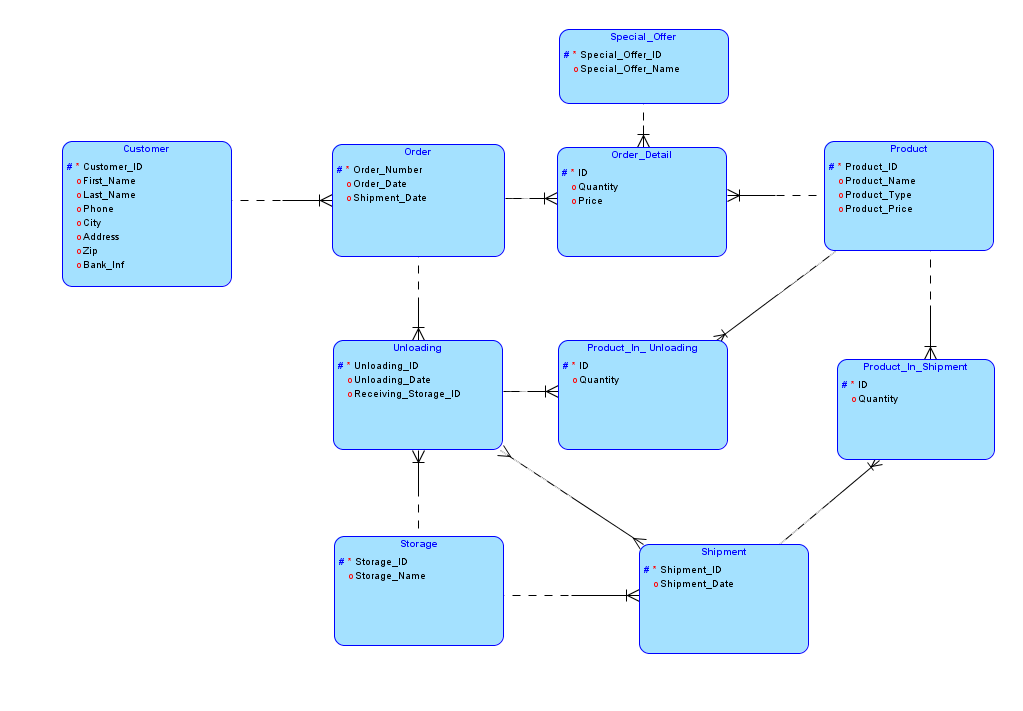 Special_Offer
# * Special_Offer_ID
o Special_Offer_Name
Customer
# * Customer_ID
o First_Name
o Last_Name
o Phone
o City
o Address
o Zip
o Bank_Inf
Order
# * Order_Number
o Order_Date
o Shipment_Date
Order_Detail
# * ID
o Quantity
o Price
Product
# * Product_ID
o Product_Name
o Product_Type
o Product_Price
Unloading
# * Unloading_ID
o Unloading_Date
o Receiving_Storage_ID
Product_In_ Unloading
# * ID
o Quantity
Product_In_Shipment
# * ID
o Quantity
Storage
# * Storage_ID
o Storage_Name
Shipment
# * Shipment_ID
o Shipment_Date